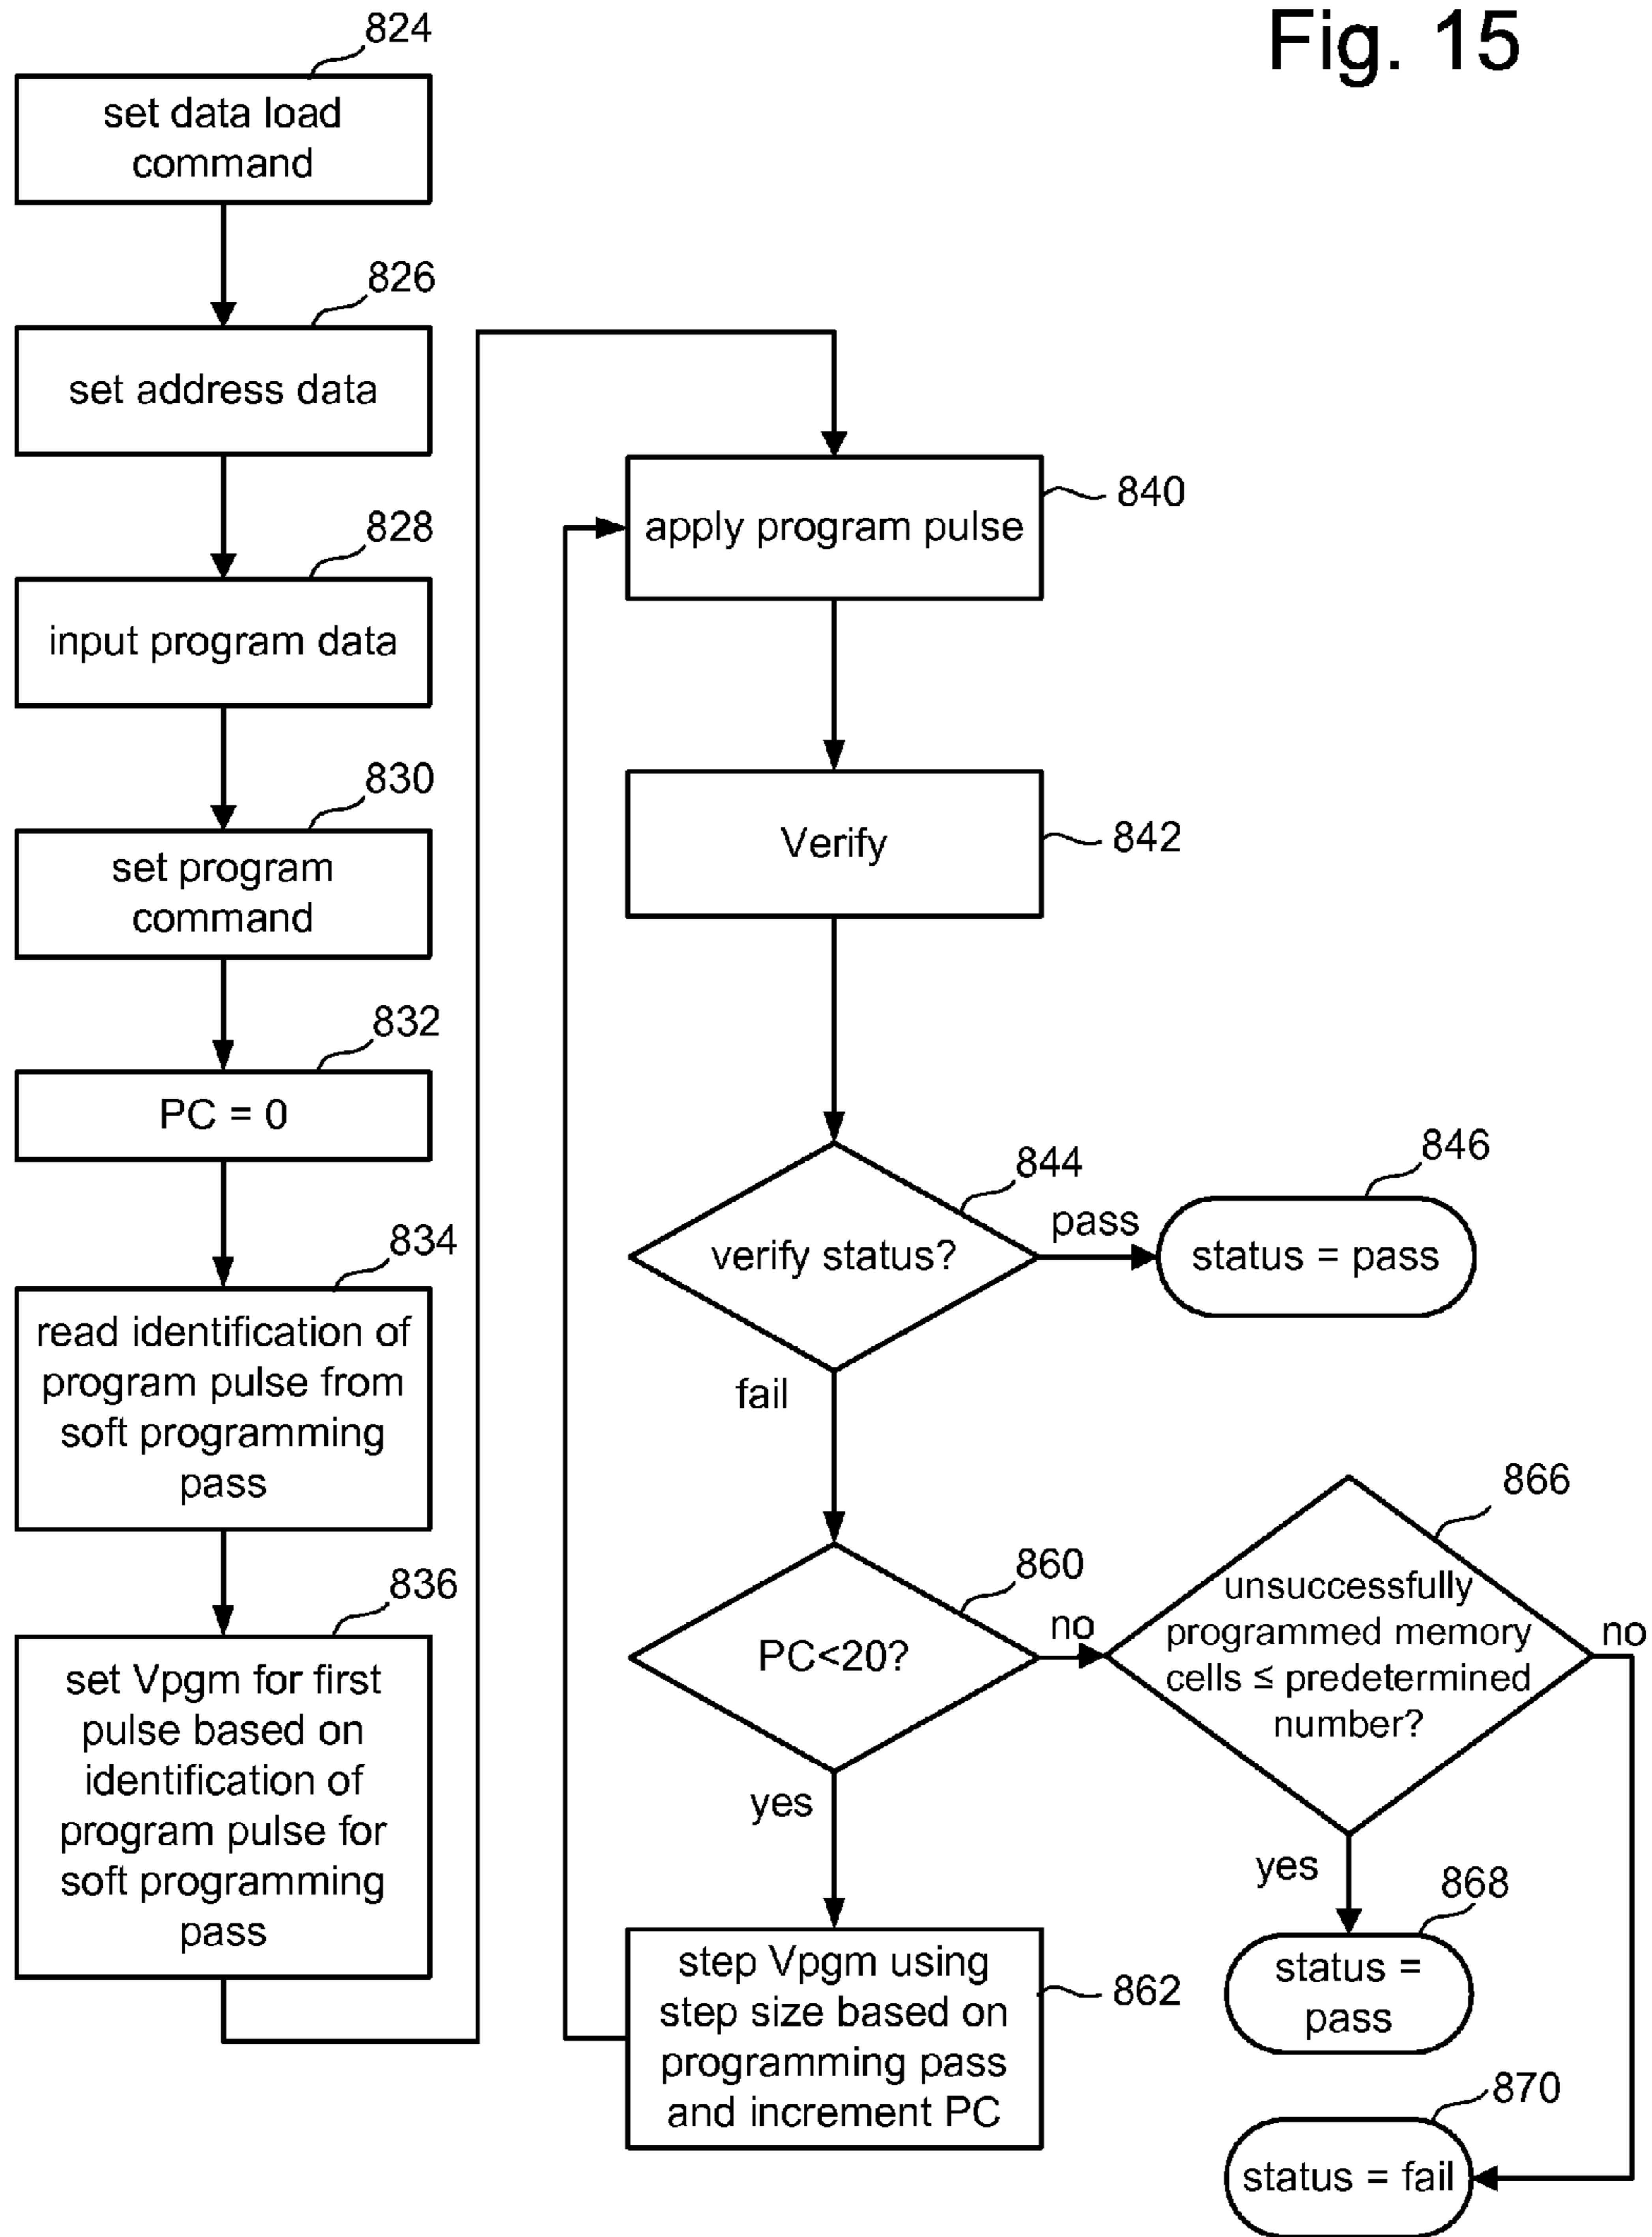 Fig. 15
824
set data load
command
826
set address data
828
input program data
830
set program
command
832
PC = 0
834
read identification of
program pulse from
soft programming
pass
836
set Vpgm for first
pulse based on
identification of
program pulse for
soft programming
pass
840
apply program pulse
842
Verify
844
verify status?
pass
846
status = pass
fail
860
PC<20?
no
866
unsuccessfully
programmed memory
cells ≤ predetermined
number?
no
yes
862
step Vpgm using
step size based on
programming pass
and increment PC
yes
868
status =
pass
870
status = fail